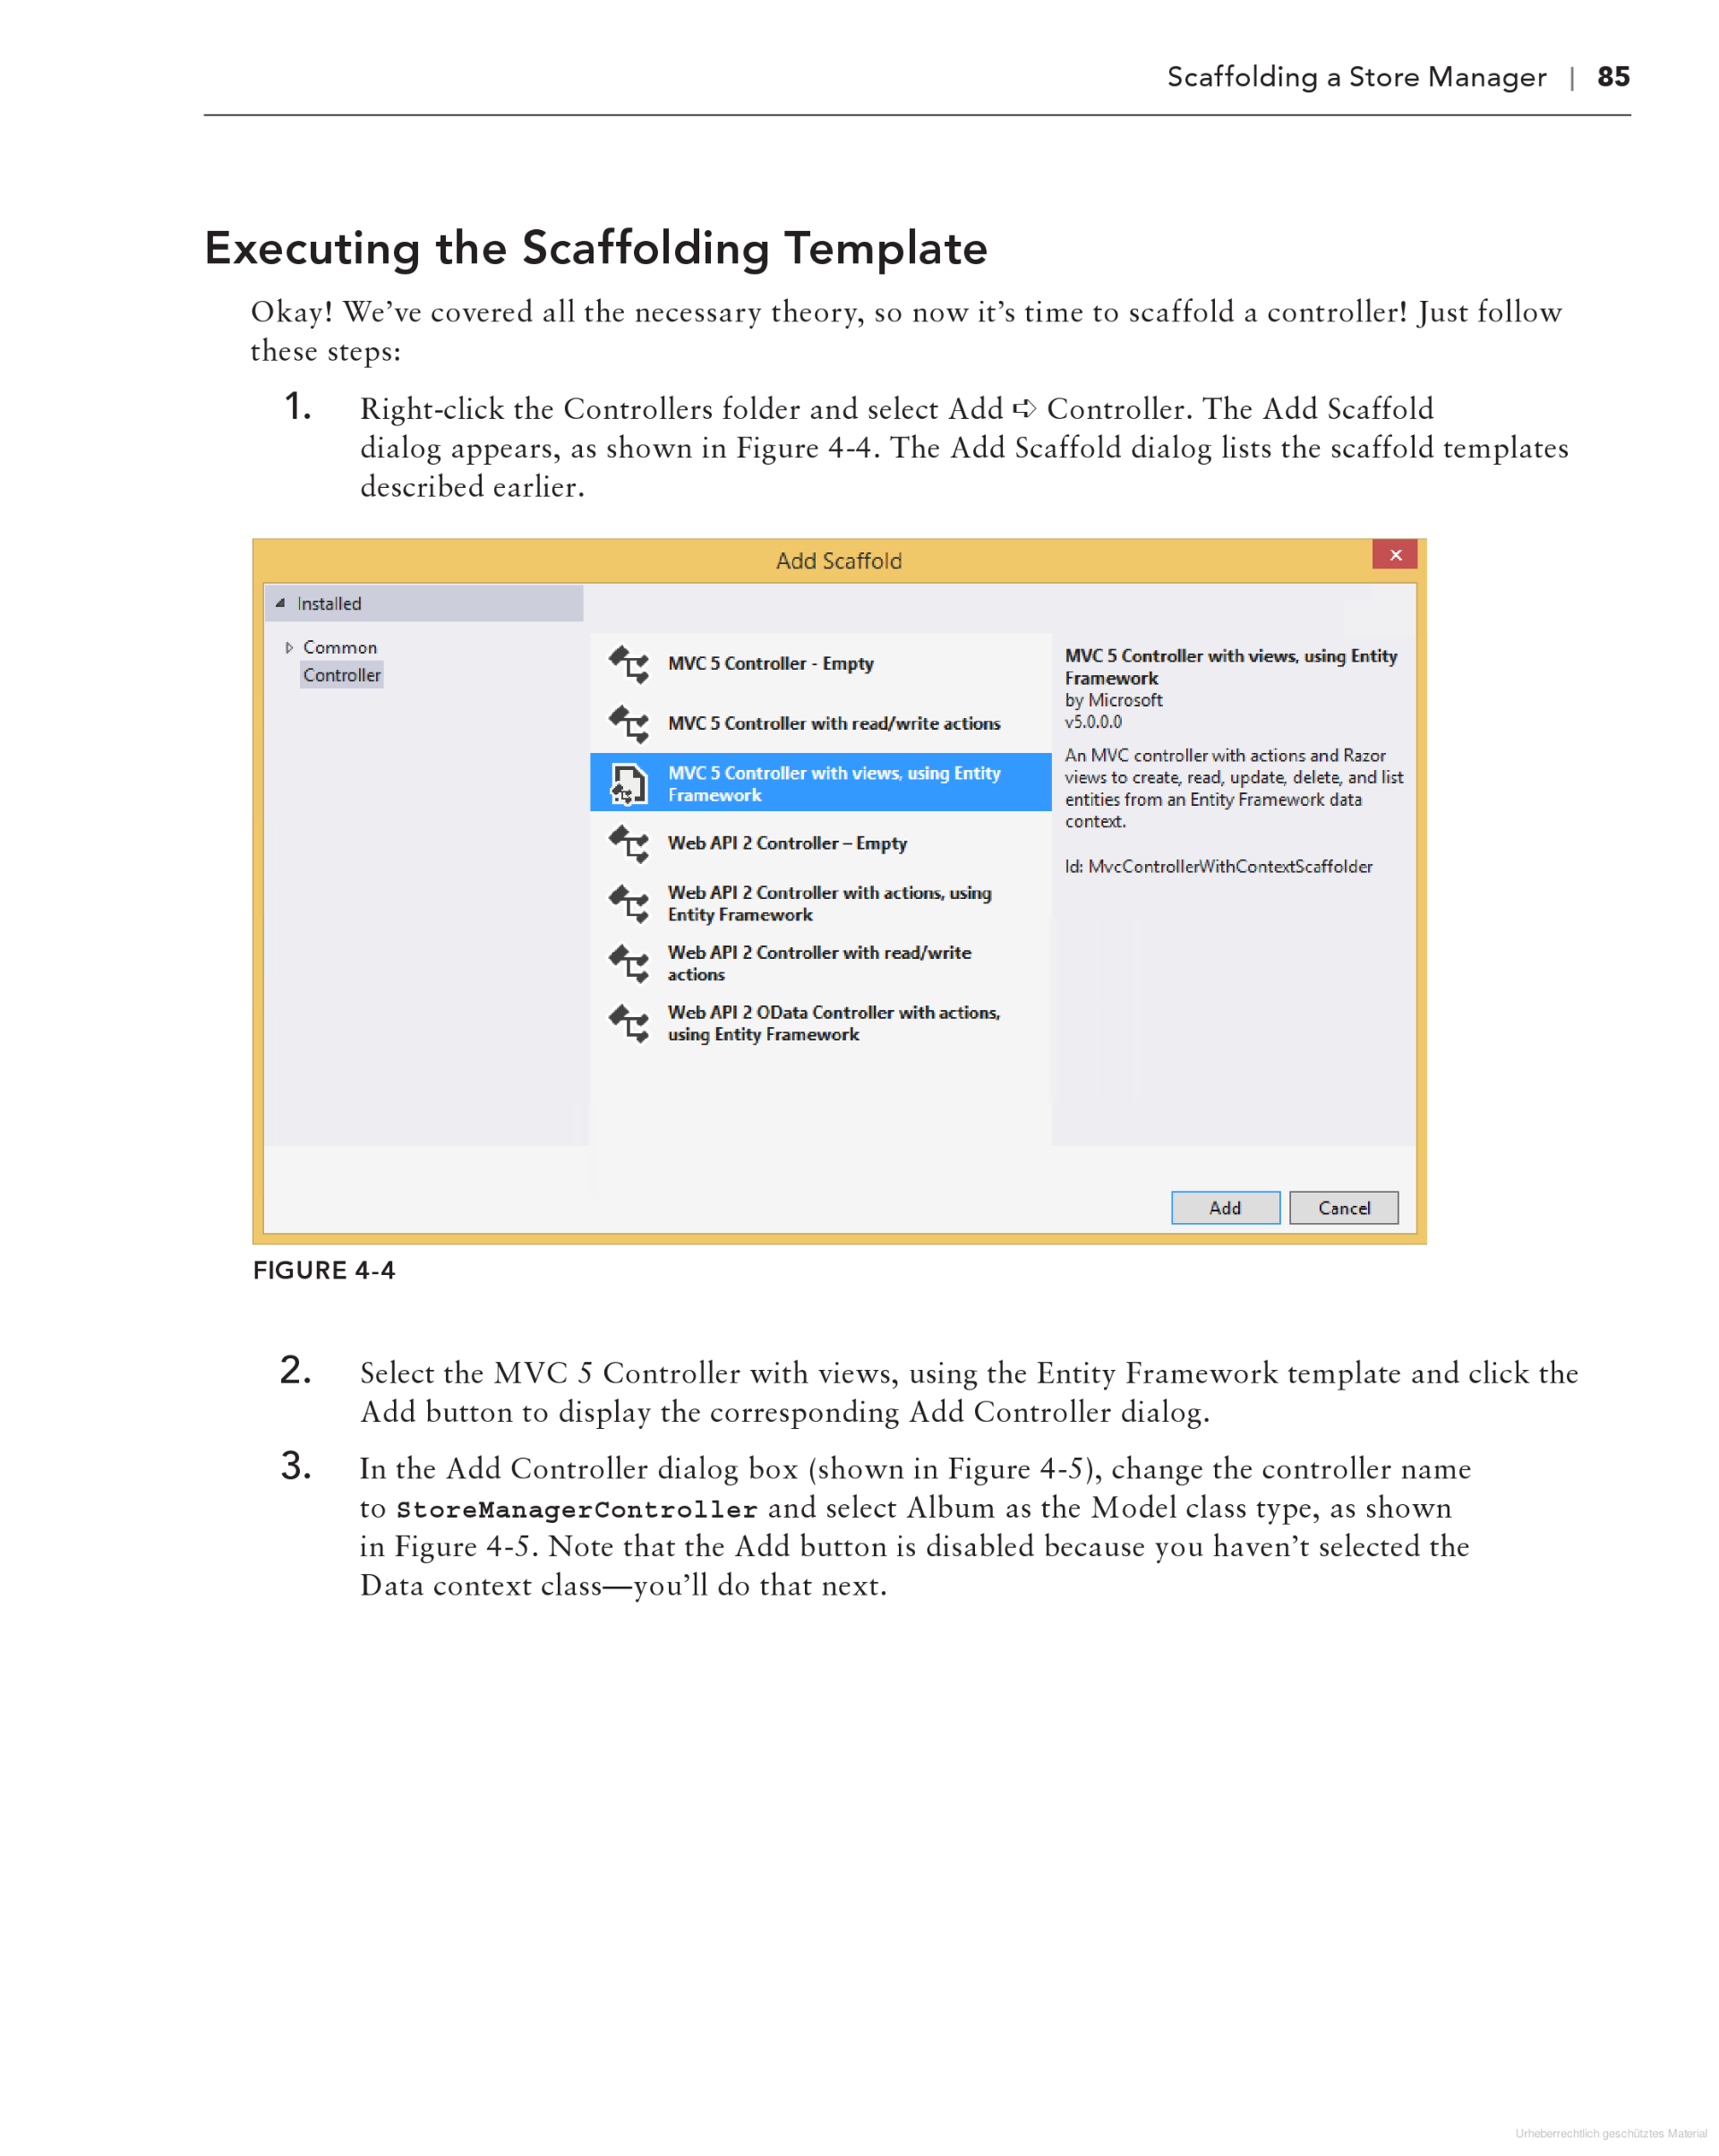 Scaffolding a Store Manager | 85
Executing the Scaffolding Template
Okay! We’ve covered all the necessary theory, so now it’s time to scaffold a controller! Just follow
these steps:
1. Right-click the Controllers folder and select Add ➪ Controller. The Add Scaffold
dialog appears, as shown in Figure 4-4. The Add Scaffold dialog lists the scaffold templates
described earlier.
Add Scaffold
Installed
Common
Controller
MVC 5 Controller - Empty
MVC 5 Controller with read/write actions
MVC 5 Controller with views, using Entity
Framework
Web API 2 Controller – Empty
Web API 2 Controller with actions, using
Entity Framework
Web API 2 Controller with read/write
actions
Web API 2 OData Controller with actions,
using Entity Framework
MVC 5 Controller with views, using Entity
Framework
by Microsoft
v5.0.0.0
An MVC controller with actions and Razor
views to create, read, update, delete, and list
entities from an Entity Framework data
context.
Id: MvcControllerWithContextScaffolder
Add
Cancel
FIGURE 4-4
2. Select the MVC 5 Controller with views, using the Entity Framework template and click the
Add button to display the corresponding Add Controller dialog.
3. In the Add Controller dialog box (shown in Figure 4-5), change the controller name
to StoreManagerController and select Album as the Model class type, as shown
in Figure 4-5. Note that the Add button is disabled because you haven’t selected the
Data context class—you’ll do that next.
Urheberrechtlich geschütztes Material